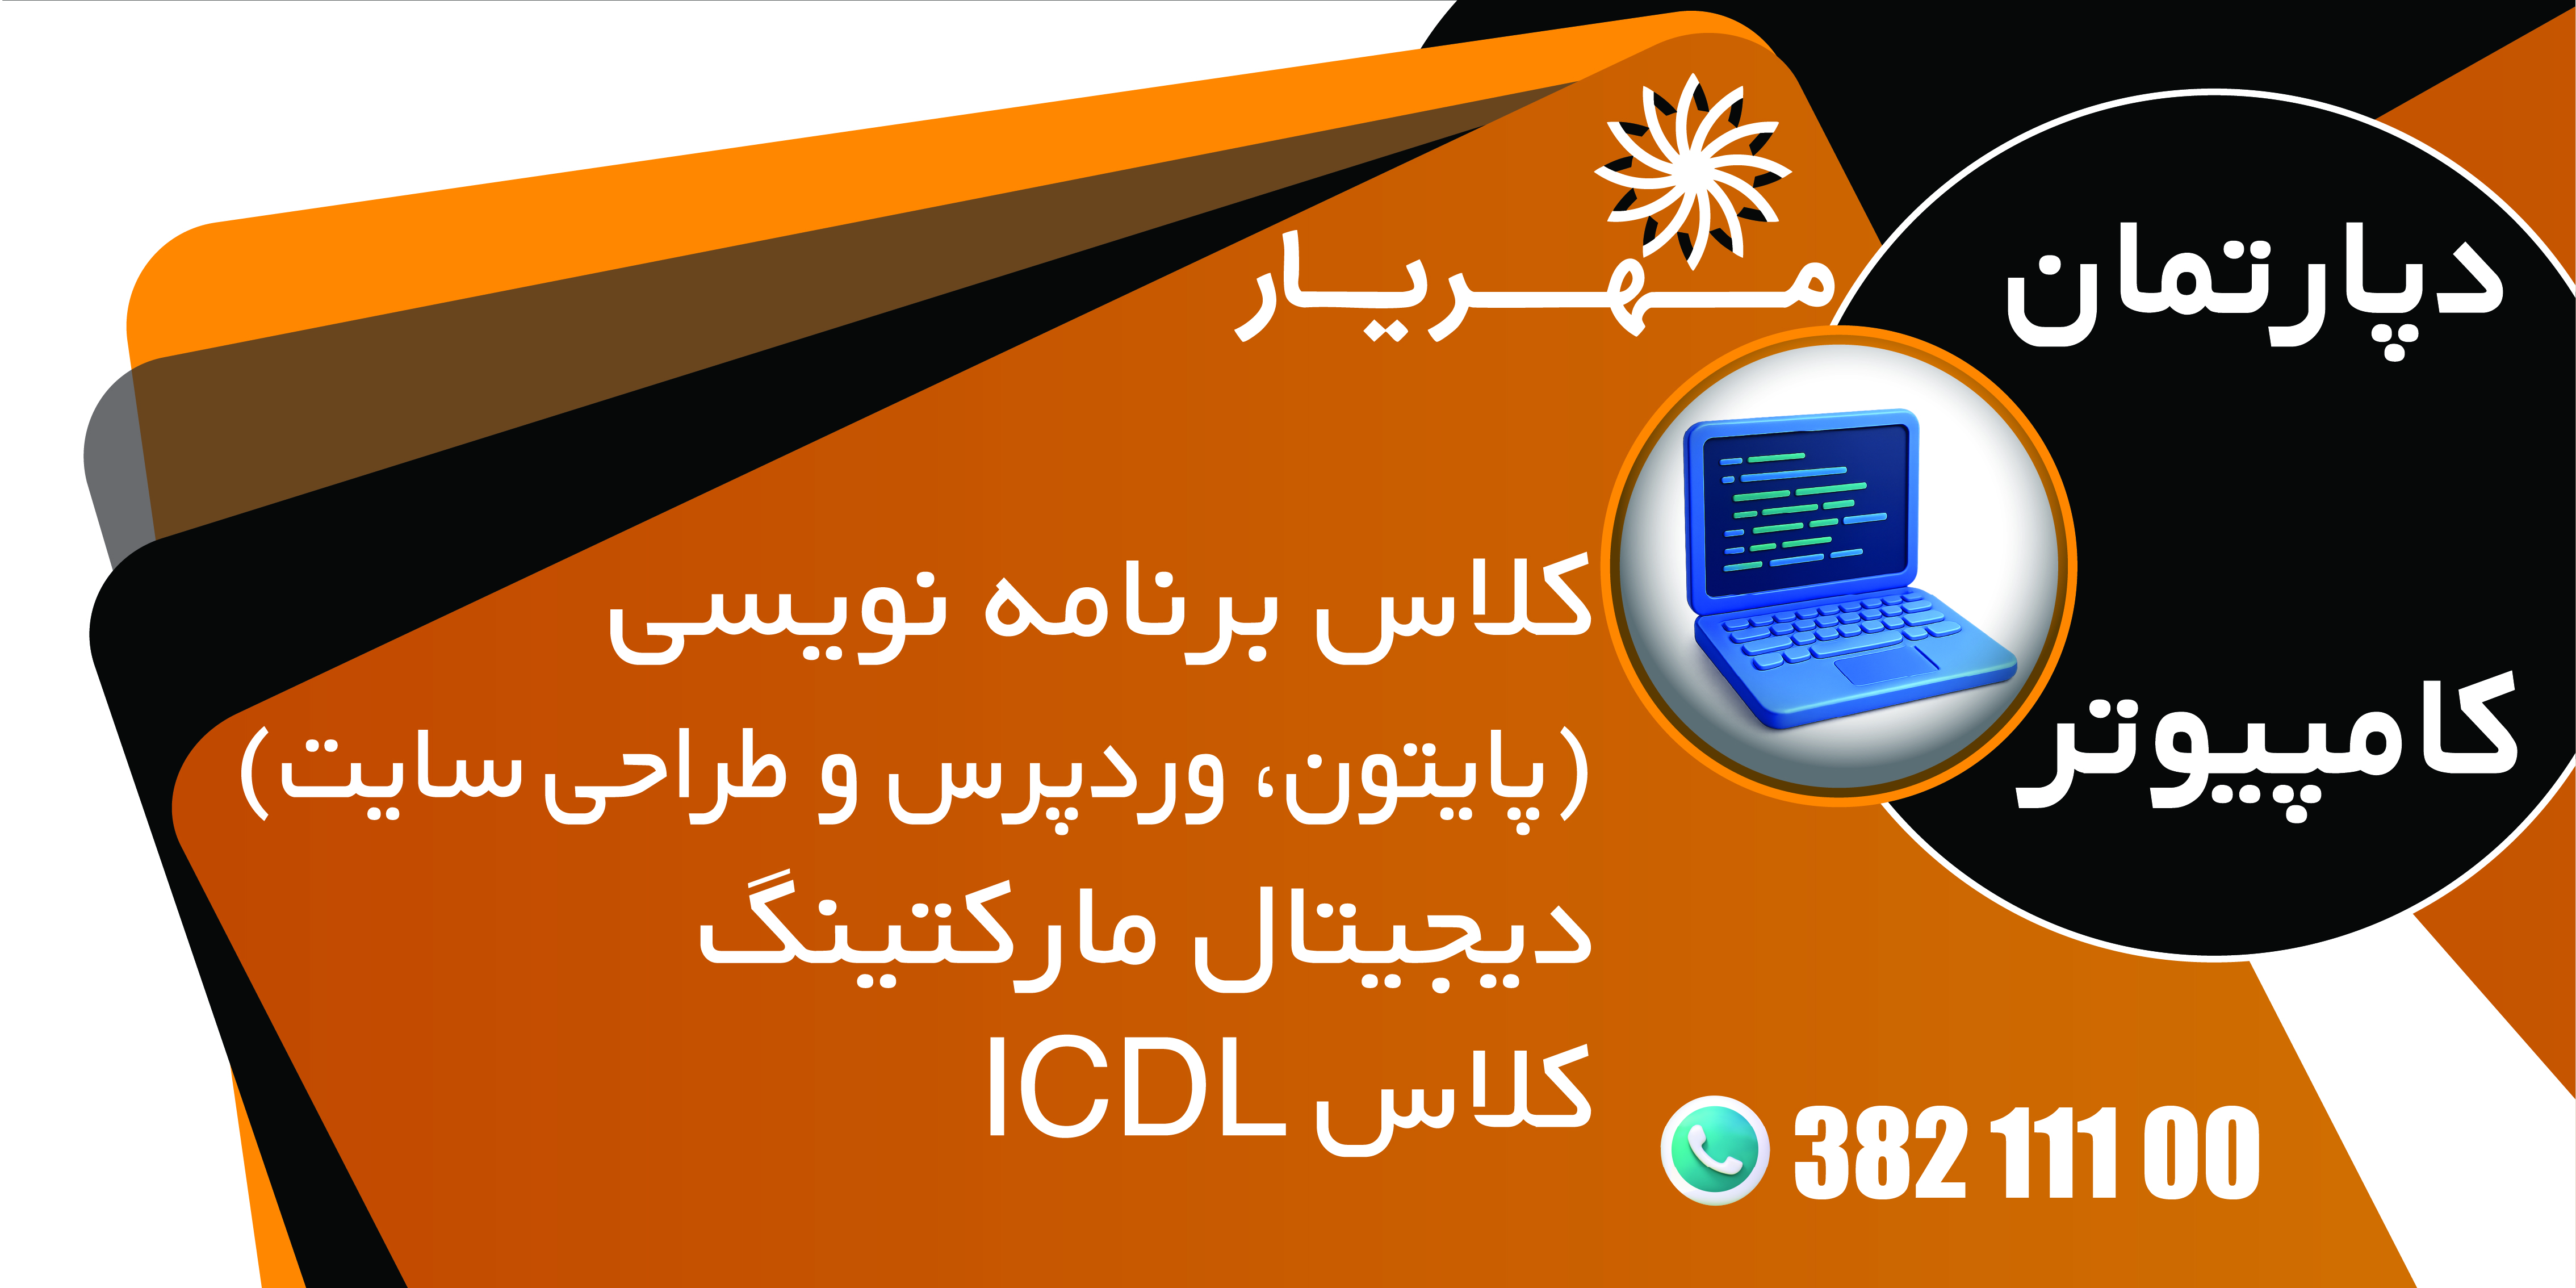 مهریار
دپارتمان
کامپیوتر
کلاس برنامه نویسی
(پایتون، وردپرس و طراحی سایت)
دیجیتال مارکتینگ
کلاس ICDL
382 111 00